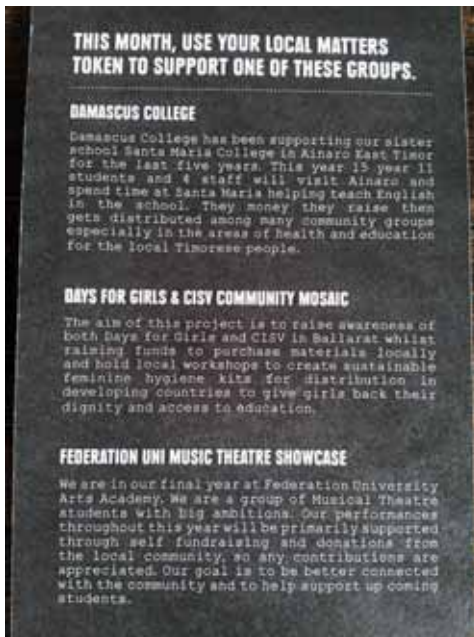 THIS MONTH, USE YOUR LOCAL MATTERS
TOKEN TO SUPPORT ONE OF THESE GROUPS.
DAMASCUS COLLEGE
Damascus College has been supporting our sister
school Santa Maria College in Ainaro East Timor
for the last five years. This year 15 year 11
students and 4 staff will visit Ainaro and
spend time at Santa Maria helping teach English
in the school. They money they raise then
gets distributed among many community groups
especially in the areas of health and education
for the local Timorese people.
DAYS FOR GIRLS & CISV COMMUNITY MOSAIC
The aim of this project is to raise awareness of
both Days for Girls and CISV in Ballarat whilst
raising funds to purchase materials locally
and hold local workshops to create sustainable
feminine hygiene kits for distribution in
developing countries to give girls back their
dignity and access to education.
FEDERATION UNI MUSIC THEATRE SHOWCASE
We are in our final year at Federation University
Arts Academy. We are a group of Musical Theatre
students with big ambitions. Our performances
throughout this year will be primarily supported
through self fundraising and donations from
the local community, so any contributions are
appreciated. Our goal is to be better connected
with the community and to help support up coming
students.